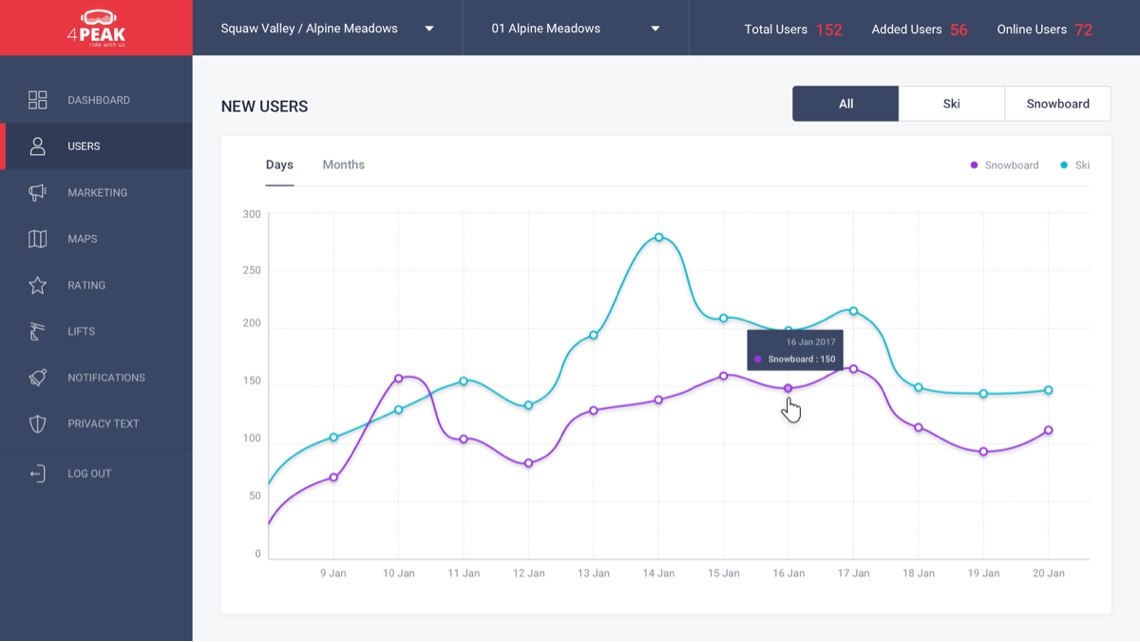 4PEAK
ride with us
Squaw Valley / Alpine Meadows
01 Alpine Meadows
Total Users 152
Added Users 56
Online Users 72
DASHBOARD
USERS
MARKETING
MAPS
RATING
LIFTS
NOTIFICATIONS
PRIVACY TEXT
LOG OUT
NEW USERS
All
Ski
Snowboard
Days
Months
Snowboard
Ski
300
250
200
150
100
50
0
16 Jan 2017
Snowboard : 150
9 Jan
10 Jan
11 Jan
12 Jan
13 Jan
14 Jan
15 Jan
16 Jan
17 Jan
18 Jan
19 Jan
20 Jan